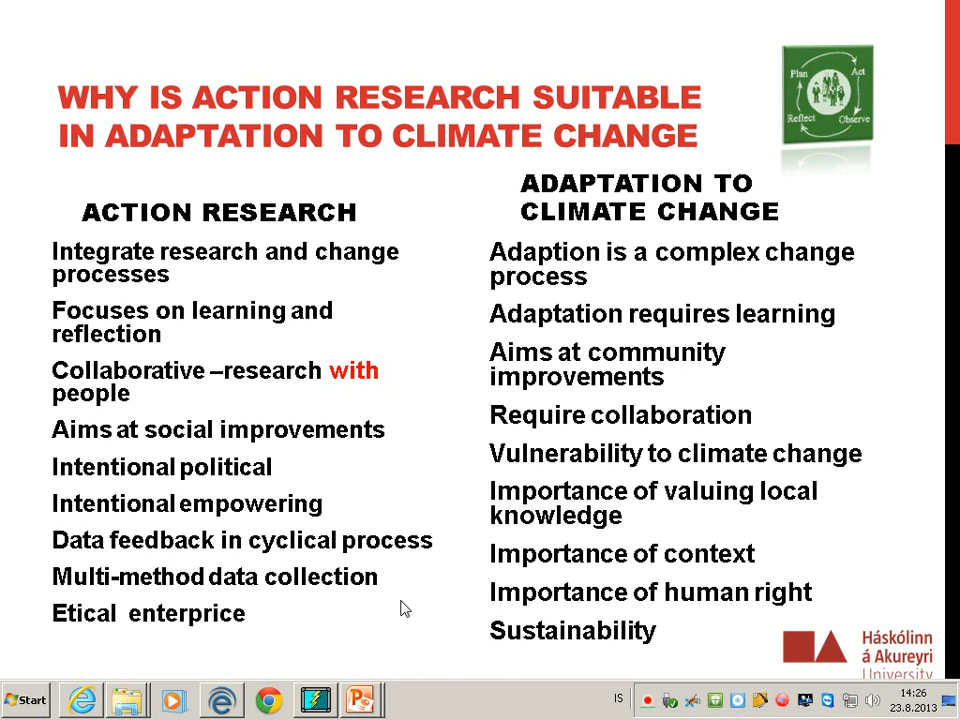 WHY IS ACTION RESEARCH SUITABLE
IN ADAPTATION TO CLIMATE CHANGE
Plan
Act
Reflect
Observe
ACTION RESEARCH
Integrate research and change
processes
Focuses on learning and
reflection
Collaborative –research with
people
Aims at social improvements
Intentional political
Intentional empowering
Data feedback in cyclical process
Multi-method data collection
Etical enterprice
ADAPTATION TO
CLIMATE CHANGE
Adaption is a complex change
process
Adaptation requires learning
Aims at community
improvements
Require collaboration
Vulnerability to climate change
Importance of valuing local
knowledge
Importance of context
Importance of human right
Sustainability
Háskólinn
á Akureyri
University
Start
IS
14:26
23.8.2013